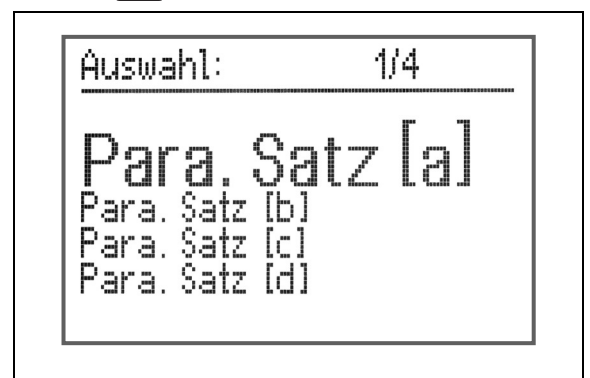 Auswahl: 1/4
Para. Satz [a]
Para. Satz [b]
Para. Satz [c]
Para. Satz [d]